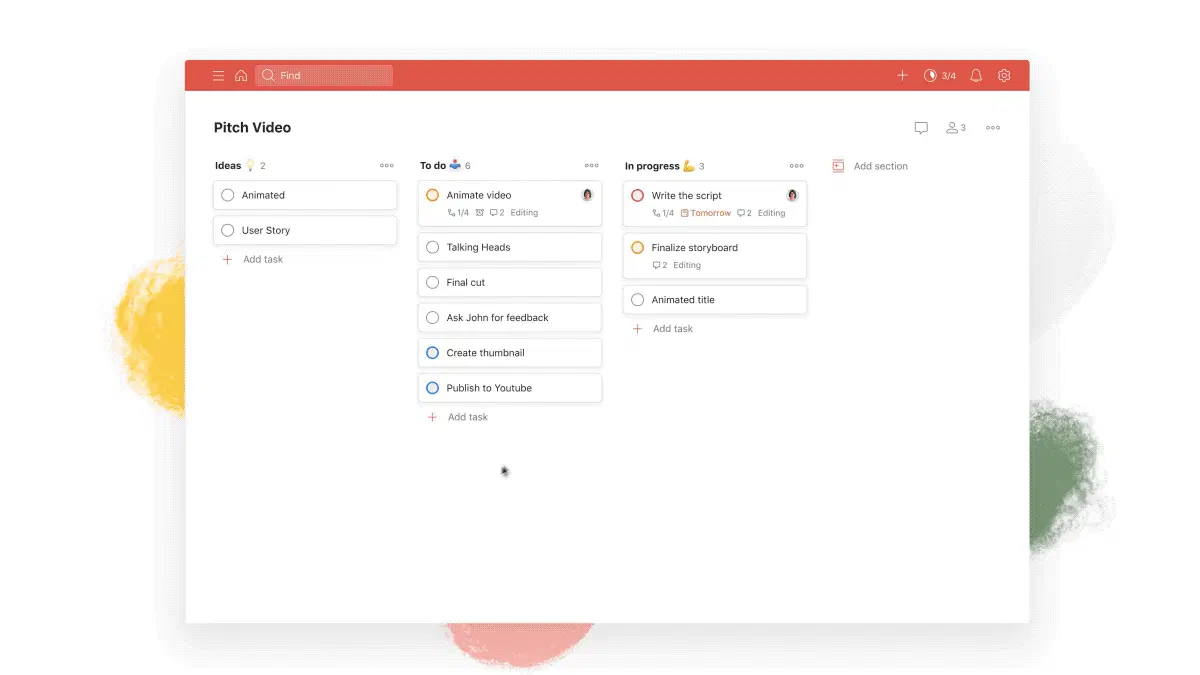 Find
3/4
Pitch Video
3
Ideas 💡 2
Animated
User Story
Add task
To do 📥 6
Animate video
1/4 2 Editing
Talking Heads
Final cut
Ask John for feedback
Create thumbnail
Publish to Youtube
Add task
In progress 💪 3
Write the script
1/4 Tomorrow 2 Editing
Finalize storyboard
2 Editing
Animated title
Add task
Add section